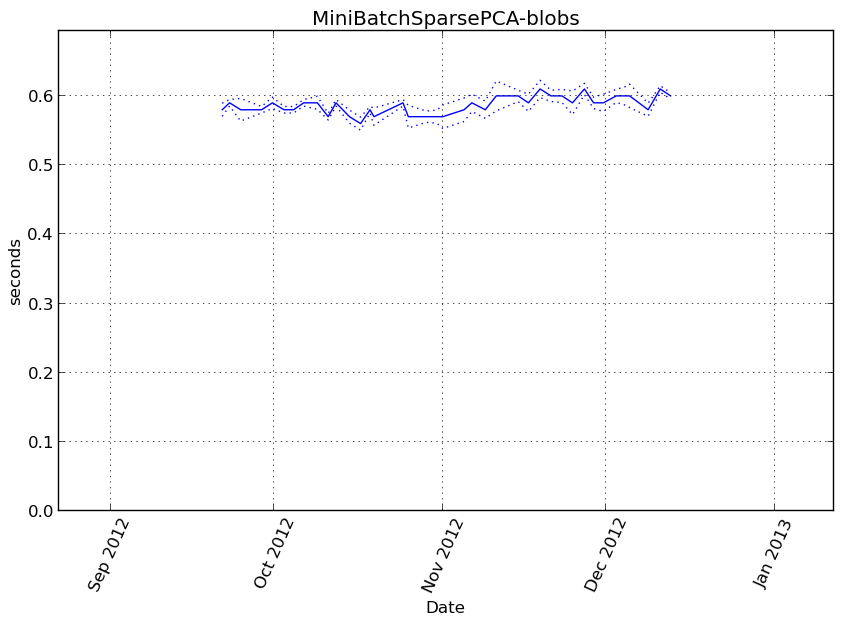 MiniBatchSparsePCA-blobs
0.6
0.5
0.4
0.3
0.2
0.1
0.0
seconds
Sep 2012
Oct 2012
Nov 2012
Dec 2012
Jan 2013
Date